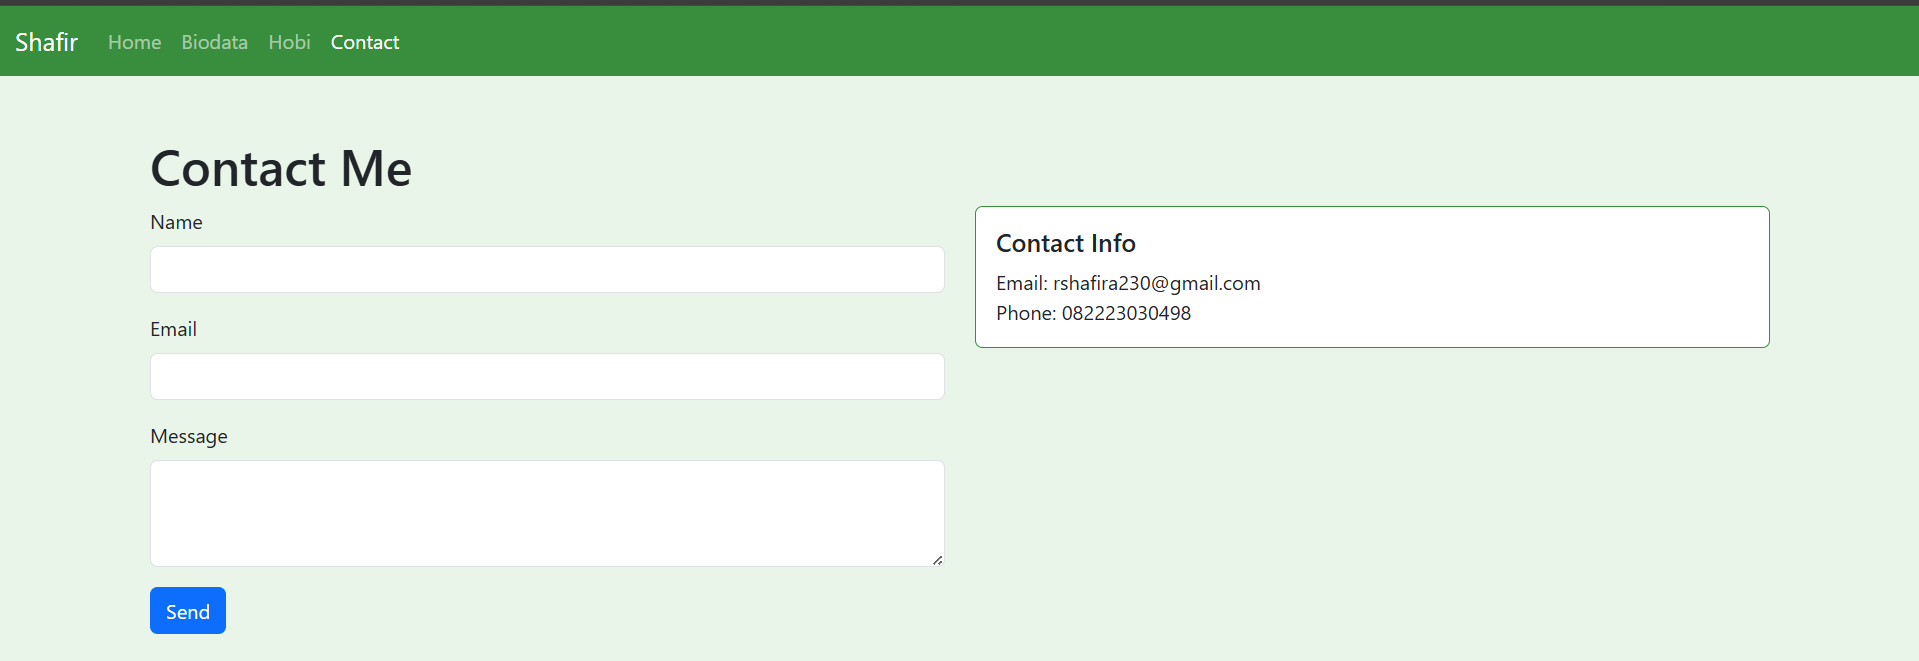 Shafir Home Biodata Hobi Contact
Contact Me
Name
Email
Message
Send
Contact Info
Email: rshafira230@gmail.com
Phone: 082223030498